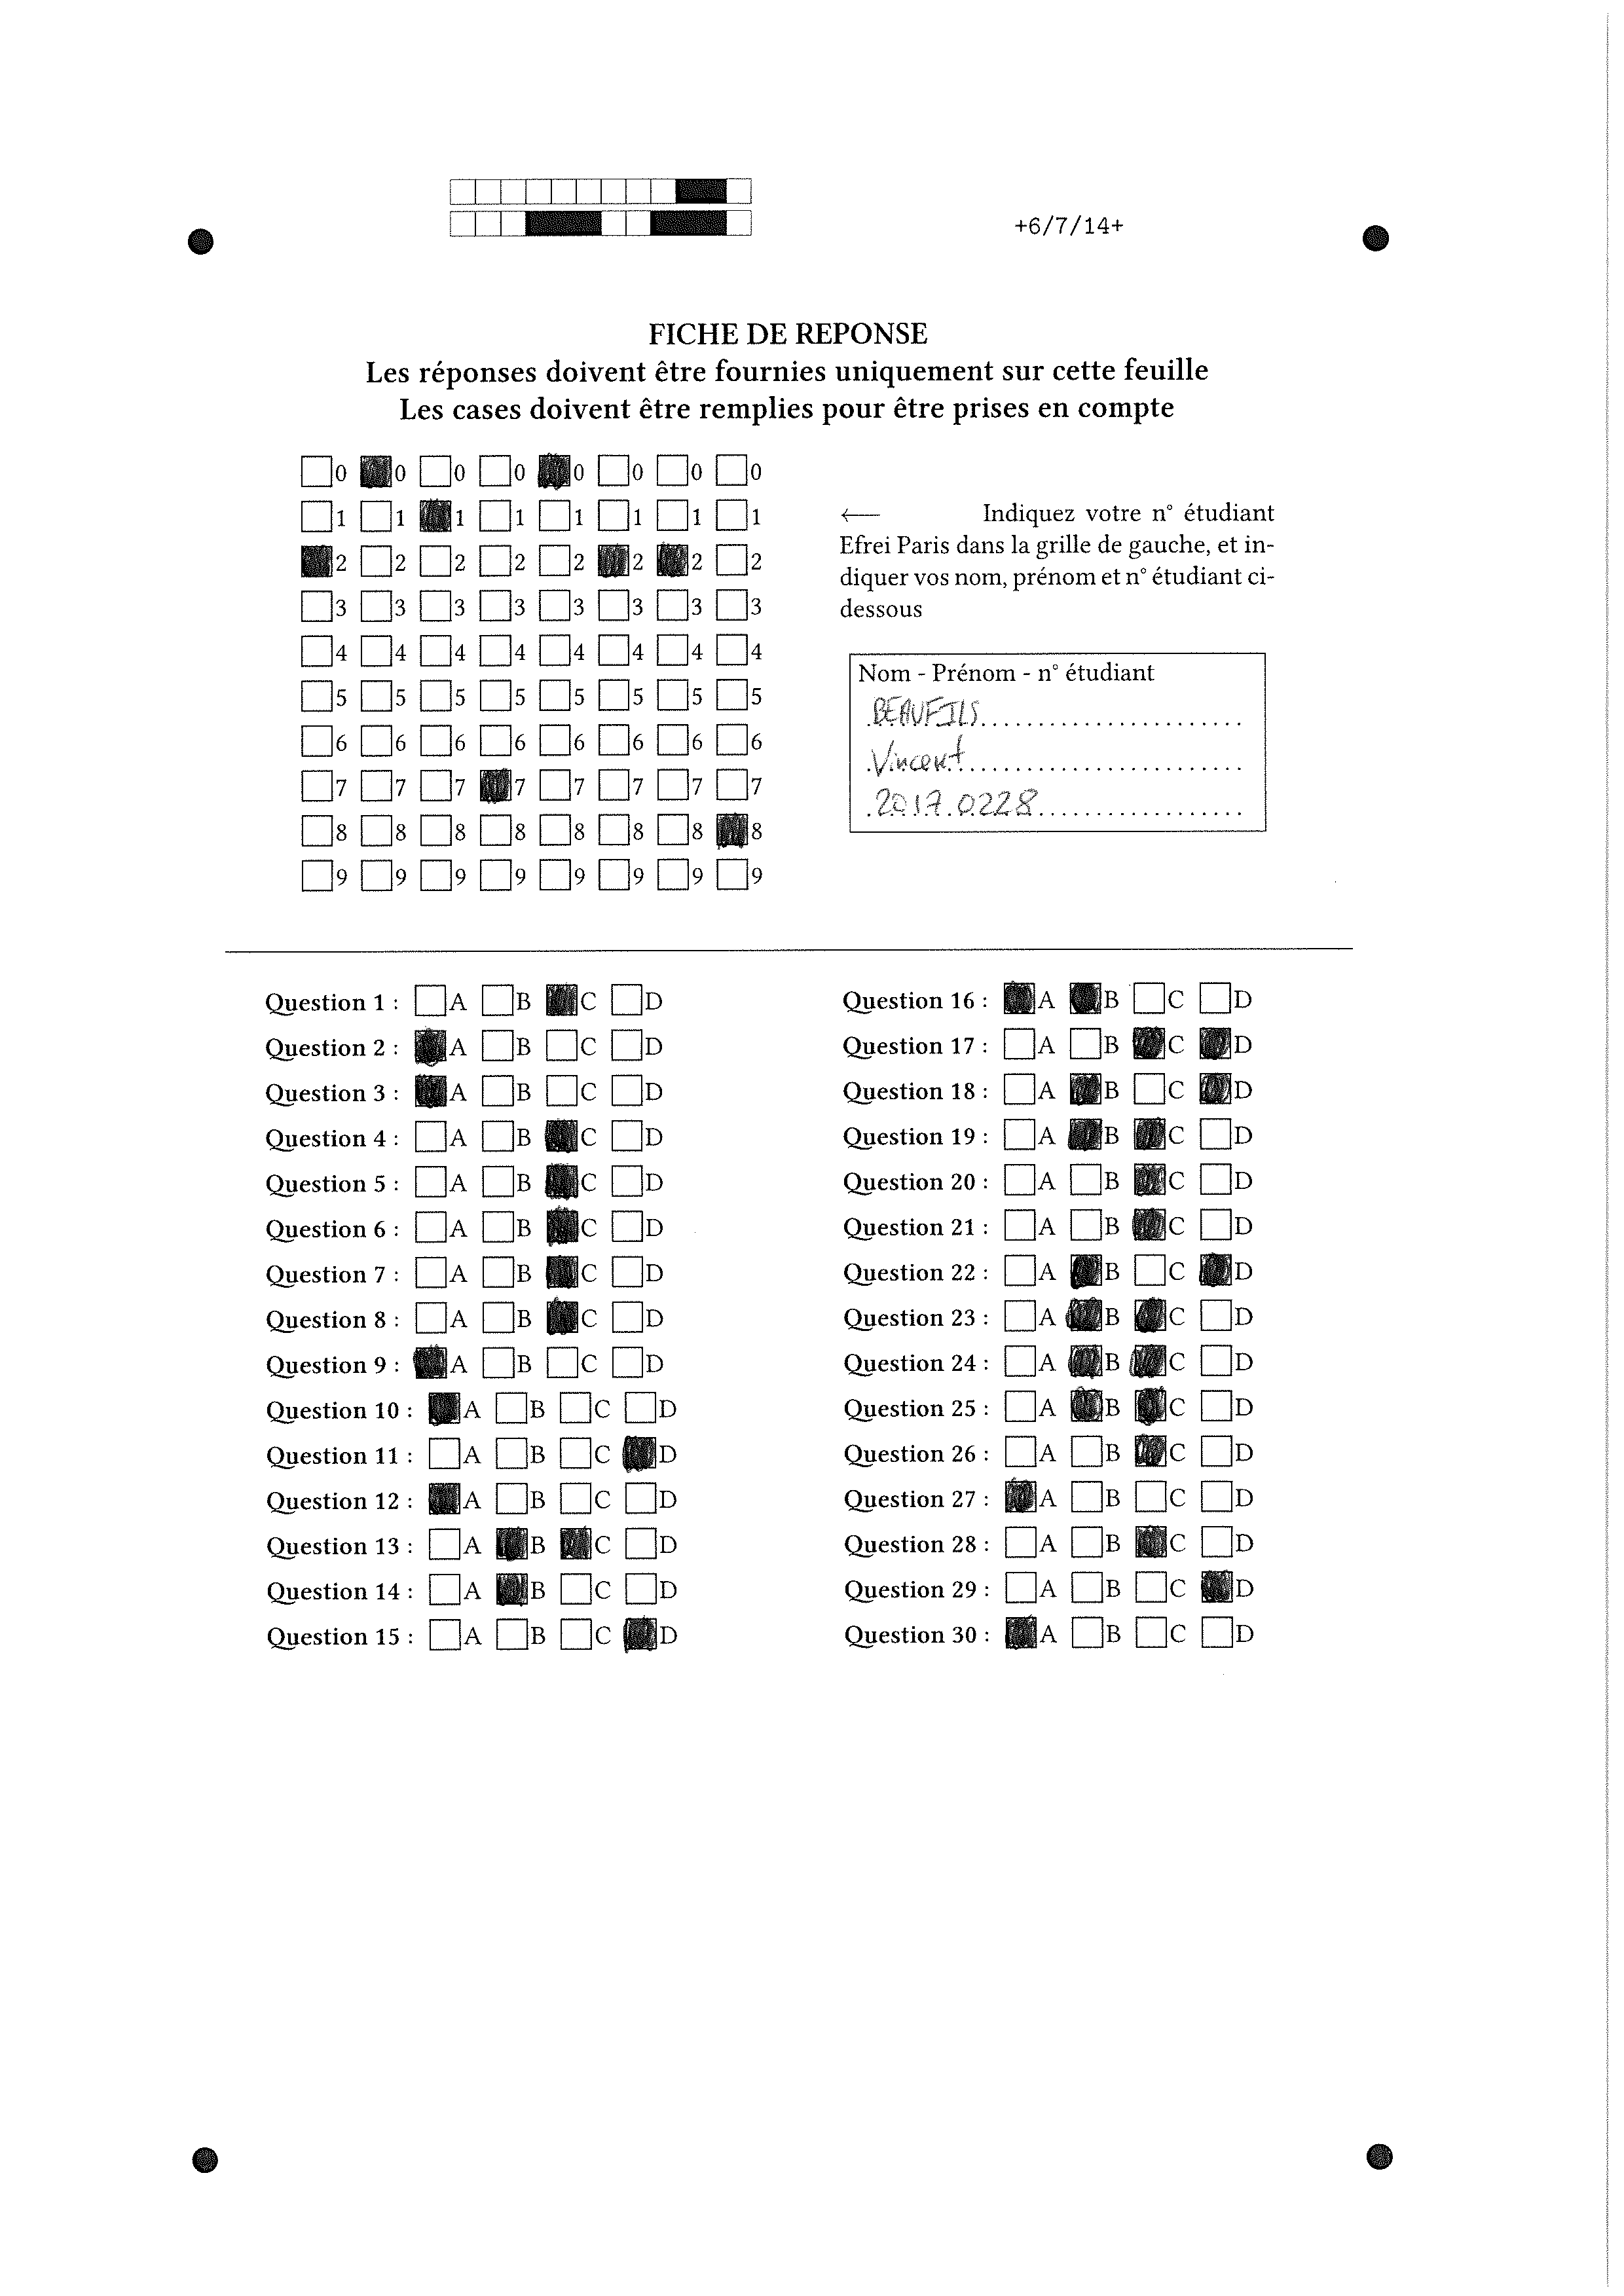 +6/7/14+
FICHE DE REPONSE
Les réponses doivent être fournies uniquement sur cette feuille
Les cases doivent être remplies pour être prises en compte
0 0 0 0 0 0 0 0
1 1 1 1 1 1 1 1
2 2 2 2 2 2 2 2
3 3 3 3 3 3 3 3
4 4 4 4 4 4 4 4
5 5 5 5 5 5 5 5
6 6 6 6 6 6 6 6
7 7 7 7 7 7 7 7
8 8 8 8 8 8 8 8
9 9 9 9 9 9 9 9
← Indiquez votre n° étudiant
Efrei Paris dans la grille de gauche, et in-
diquer vos nom, prénom et n° étudiant ci-
dessous
Nom - Prénom - n° étudiant
BEAUFILS
Vincent
20170228
Question 1 : A B C D
Question 2 : A B C D
Question 3 : A B C D
Question 4 : A B C D
Question 5 : A B C D
Question 6 : A B C D
Question 7 : A B C D
Question 8 : A B C D
Question 9 : A B C D
Question 10 : A B C D
Question 11 : A B C D
Question 12 : A B C D
Question 13 : A B C D
Question 14 : A B C D
Question 15 : A B C D
Question 16 : A B C D
Question 17 : A B C D
Question 18 : A B C D
Question 19 : A B C D
Question 20 : A B C D
Question 21 : A B C D
Question 22 : A B C D
Question 23 : A B C D
Question 24 : A B C D
Question 25 : A B C D
Question 26 : A B C D
Question 27 : A B C D
Question 28 : A B C D
Question 29 : A B C D
Question 30 : A B C D